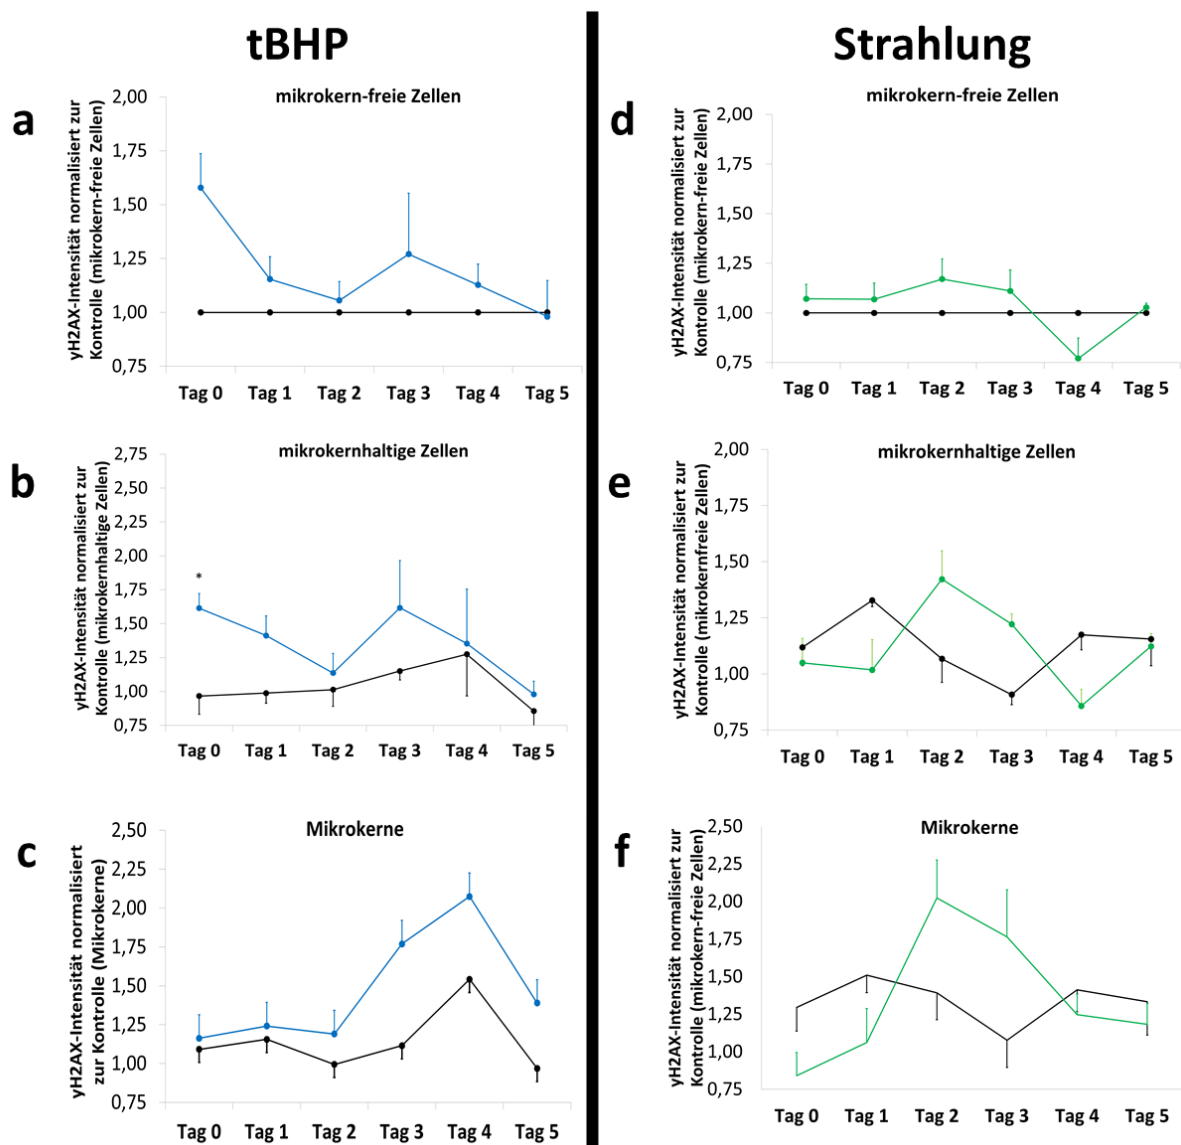 tBHP
Strahlung
a
mikrokern-freie Zellen
yH2AX-Intensität normalisiert zur
Kontrolle (mikrokern-freie Zellen)
2,00
1,75
1,50
1,25
1,00
0,75
Tag 0 Tag 1 Tag 2 Tag 3 Tag 4 Tag 5
b
mikrokernhaltige Zellen
yH2AX-Intensität normalisiert zur
Kontrolle (mikrokernhaltige Zellen)
2,75
2,50
2,25
2,00
1,75
1,50
1,25
1,00
0,75
*
Tag 0 Tag 1 Tag 2 Tag 3 Tag 4 Tag 5
c
Mikrokerne
yH2AX-Intensität normalisiert
zur Kontrolle (Mikrokerne)
2,50
2,25
2,00
1,75
1,50
1,25
1,00
0,75
Tag 0 Tag 1 Tag 2 Tag 3 Tag 4 Tag 5
d
mikrokern-freie Zellen
yH2AX-Intensität normalisiert zur
Kontrolle (mikrokern-freie Zellen)
2,00
1,75
1,50
1,25
1,00
0,75
Tag 0 Tag 1 Tag 2 Tag 3 Tag 4 Tag 5
e
mikrokernhaltige Zellen
yH2AX-Intensität normalisiert zur
Kontrolle (mikrokernfreie Zellen)
2,00
1,75
1,50
1,25
1,00
0,75
Tag 0 Tag 1 Tag 2 Tag 3 Tag 4 Tag 5
f
Mikrokerne
yH2AX-Intensität normalisiert zur
Kontrolle (mikrokern-freie Zellen)
2,50
2,25
2,00
1,75
1,50
1,25
1,00
0,75
Tag 0 Tag 1 Tag 2 Tag 3 Tag 4 Tag 5